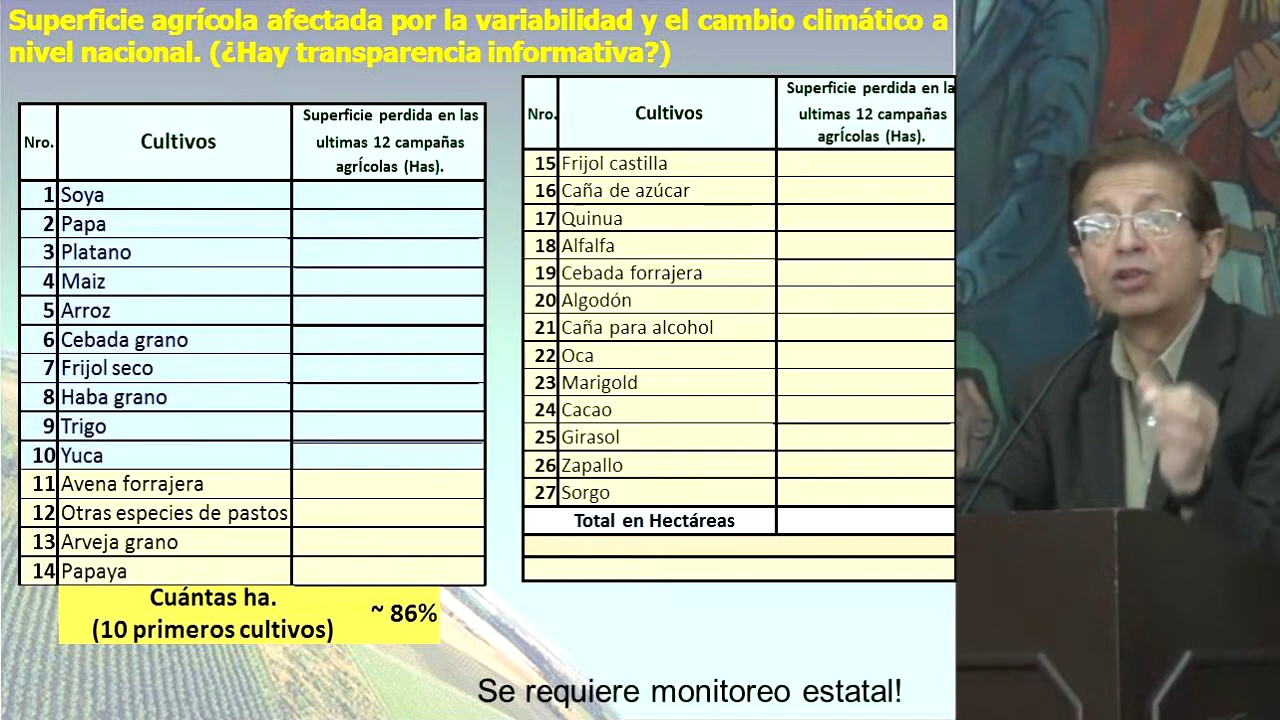 Superficie agrícola afectada por la variabilidad y el cambio climático a
nivel nacional. (¿Hay transparencia informativa?)
Nro.
Cultivos
Superficie perdida en las
ultimas 12 campañas
agrÍcolas (Has).
1 Soya
2 Papa
3 Platano
4 Maiz
5 Arroz
6 Cebada grano
7 Frijol seco
8 Haba grano
9 Trigo
10 Yuca
11 Avena forrajera
12 Otras especies de pastos
13 Arveja grano
14 Papaya
Cuántas ha.
(10 primeros cultivos)
~ 86%
Nro.
Cultivos
Superficie perdida en la
ultimas 12 campañas
agrÍcolas (Has).
15 Frijol castilla
16 Caña de azúcar
17 Quinua
18 Alfalfa
19 Cebada forrajera
20 Algodón
21 Caña para alcohol
22 Oca
23 Marigold
24 Cacao
25 Girasol
26 Zapallo
27 Sorgo
Total en Hectáreas
Se requiere monitoreo estatal!